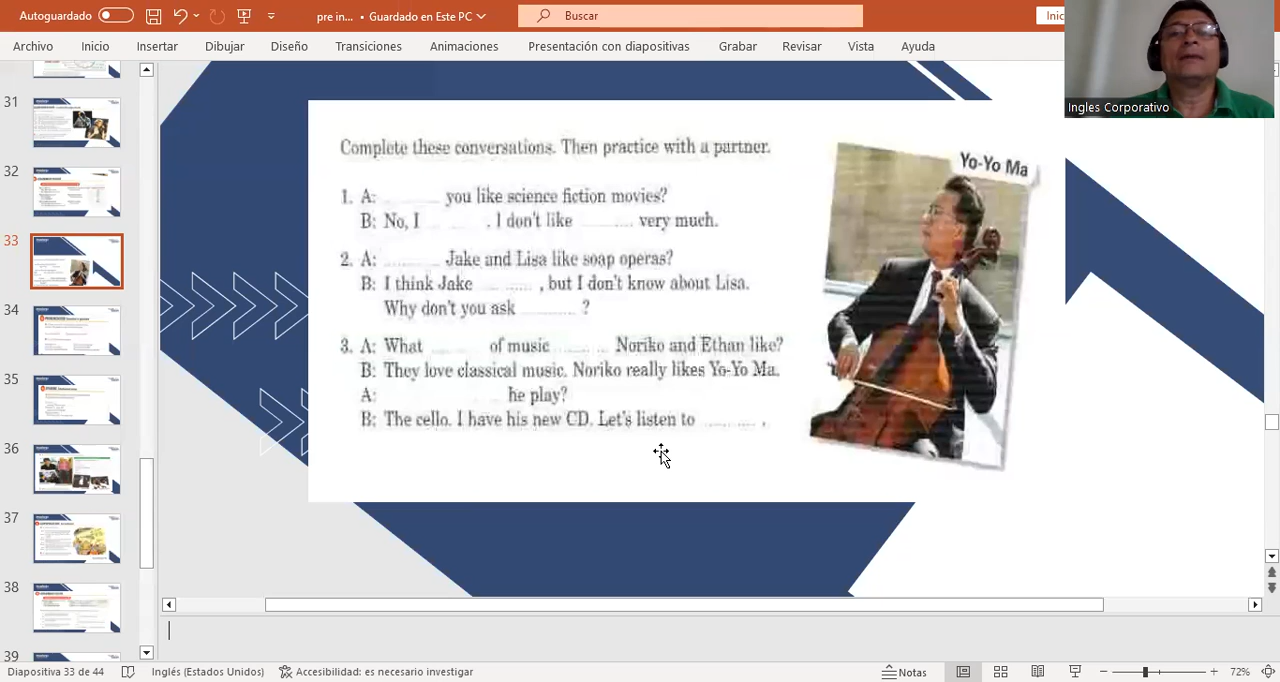 Autoguardado
pre in... • Guardado en Este PC
Buscar
Inic
Archivo Inicio Insertar Dibujar Diseño Transiciones Animaciones Presentación con diapositivas Grabar Revisar Vista Ayuda
Ingles Corporativo
31
32
33
34
35
36
37
38
39
Complete these conversations. Then practice with a partner.
1. A: ........ you like science fiction movies?
B: No, I ........ . I don't like ........ very much.
2. A: ........ Jake and Lisa like soap operas?
B: I think Jake ........ , but I don't know about Lisa.
Why don't you ask ........ ?
3. A: What ........ of music ........ Noriko and Ethan like?
B: They love classical music. Noriko really likes Yo-Yo Ma.
A: ........ he play?
B: The cello. I have his new CD. Let's listen to ........ .
Yo-Yo Ma
Diapositiva 33 de 44 Inglés (Estados Unidos) Accesibilidad: es necesario investigar Notas 72%